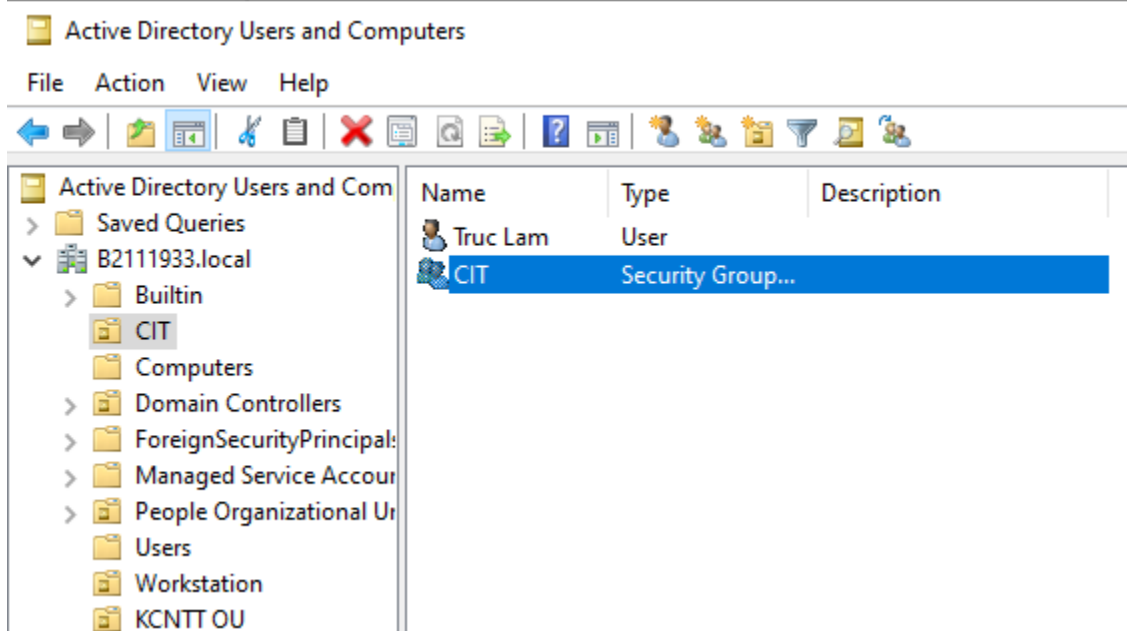 Active Directory Users and Computers
File Action View Help
Active Directory Users and Com
Saved Queries
B2111933.local
Builtin
CIT
Computers
Domain Controllers
ForeignSecurityPrincipals
Managed Service Accour
People Organizational Ur
Users
Workstation
KCNTT OU
Name Type Description
Truc Lam User
CIT Security Group...